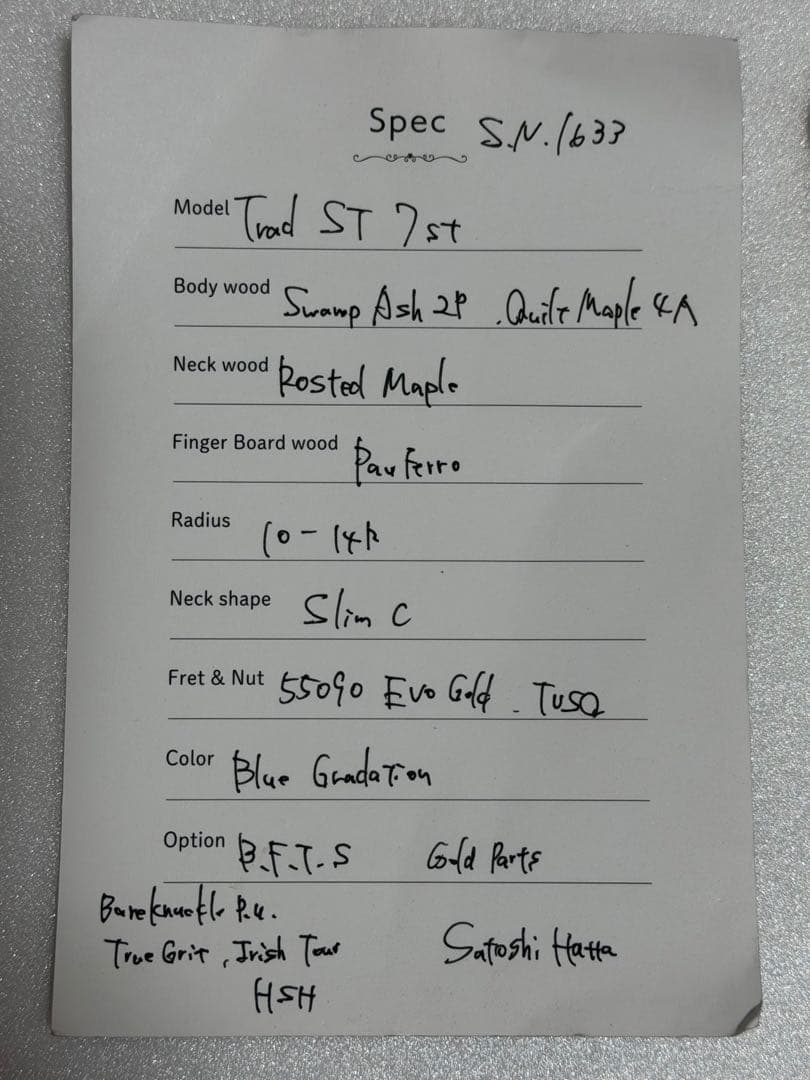 Spec S.N. 1633
Model Trad ST 7st
Body wood Swamp Ash 2P . Quilt Maple 4A
Neck wood Rosted Maple
Finger Board wood Pau Ferro
Radius 10 - 14R
Neck shape Slim C
Fret & Nut 55090 Evo Gold . TUSQ
Color Blue Gradation
Option B.F.T.S Gold Parts
Bareknuckle P.U.
True Grit , Irish Tour Satoshi Hatta
HSH